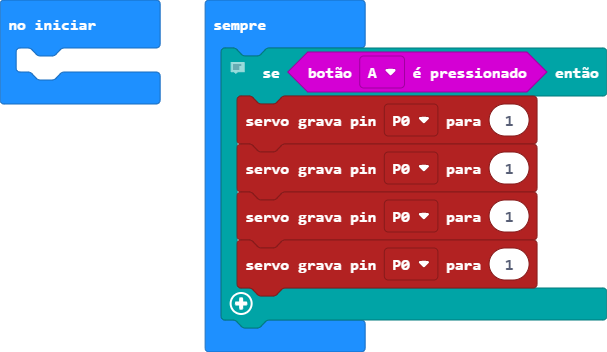 no iniciar
sempre
se botão A é pressionado então
servo grava pin P0 para 1
servo grava pin P0 para 1
servo grava pin P0 para 1
servo grava pin P0 para 1